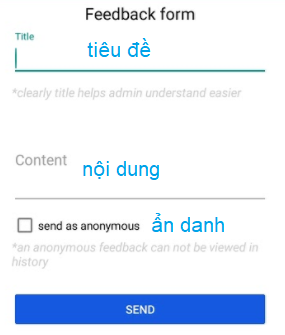 Feedback form
Title
tiêu đề
*clearly title helps admin understand easier
Content
nội dung
send as anonymous ẩn danh
*an anonymous feedback can not be viewed in
history
SEND